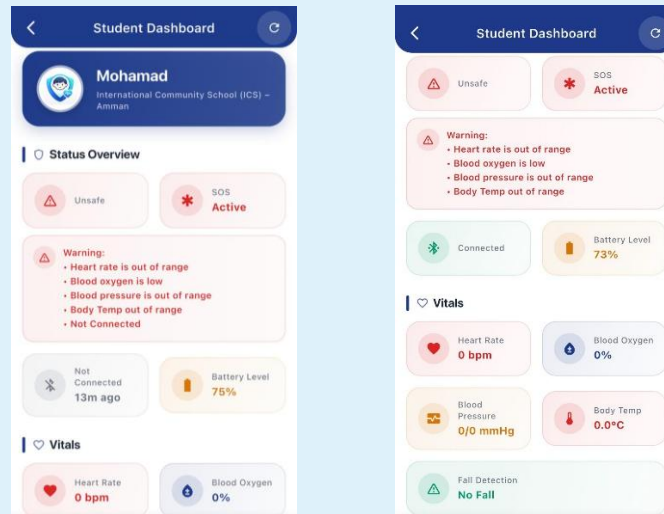 Student Dashboard
Mohamad
International Community School (ICS) –
Amman
Status Overview
Unsafe
SOS
Active
Warning:
• Heart rate is out of range
• Blood oxygen is low
• Blood pressure is out of range
• Body Temp out of range
• Not Connected
Not
Connected
13m ago
Battery Level
75%
Vitals
Heart Rate
0 bpm
Blood Oxygen
0%
Student Dashboard
Unsafe
SOS
Active
Warning:
• Heart rate is out of range
• Blood oxygen is low
• Blood pressure is out of range
• Body Temp out of range
Connected
Battery Level
73%
Vitals
Heart Rate
0 bpm
Blood Oxygen
0%
Blood
Pressure
0/0 mmHg
Body Temp
0.0°C
Fall Detection
No Fall